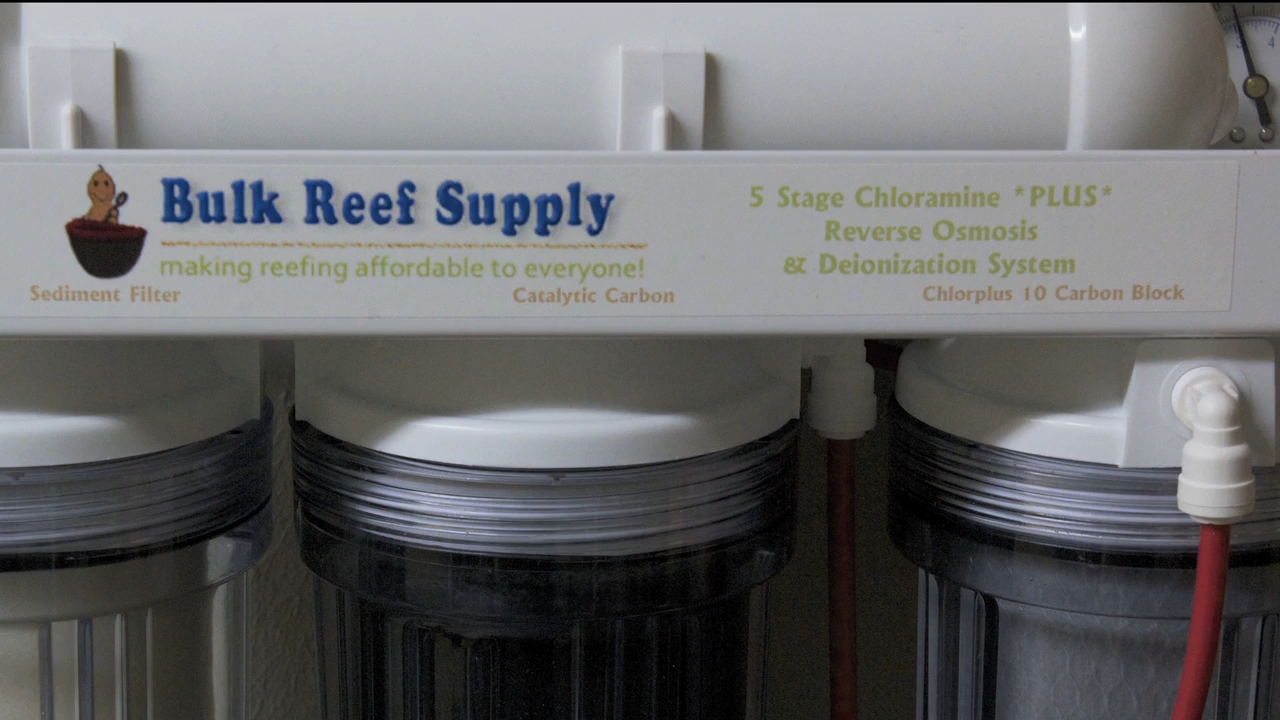 Bulk Reef Supply
making reefing affordable to everyone!
5 Stage Chloramine *PLUS*
Reverse Osmosis
& Deionization System
Sediment Filter
Catalytic Carbon
Chlorplus 10 Carbon Block